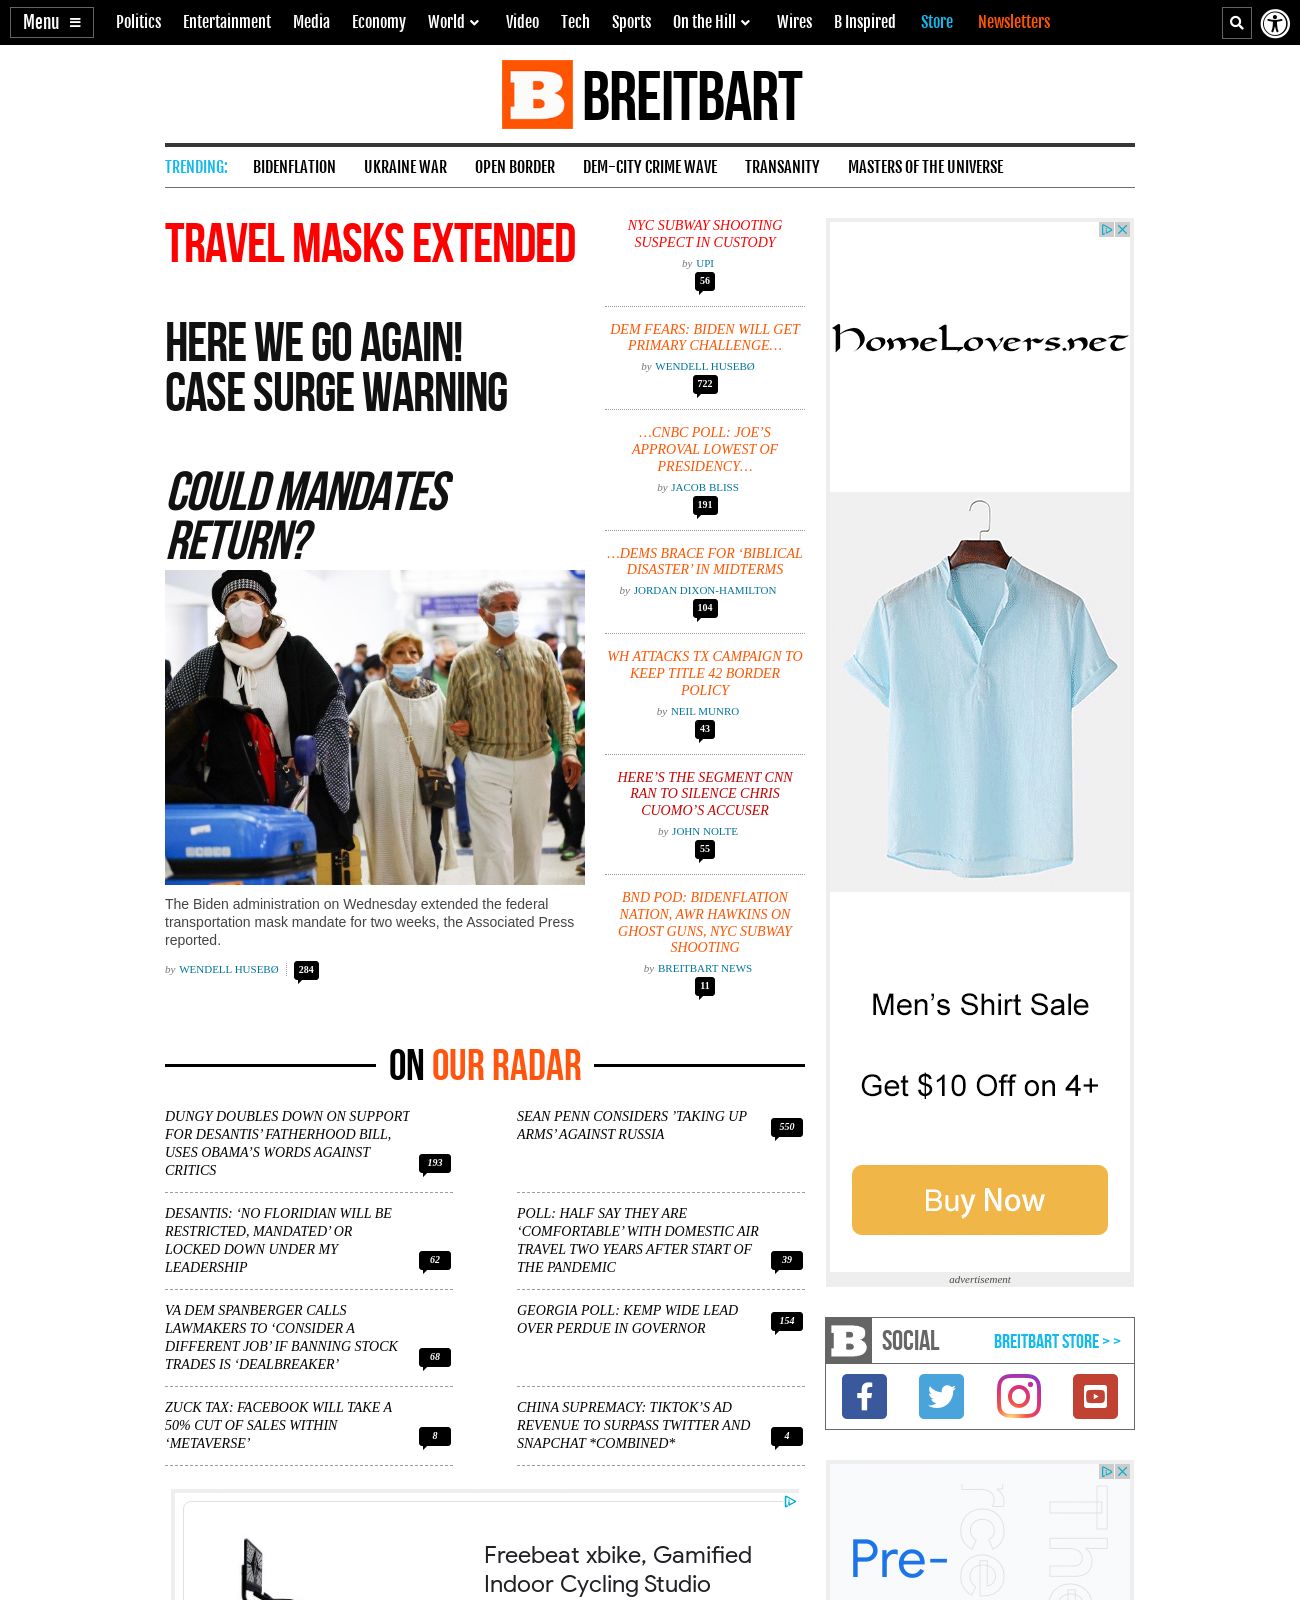 Menu
Politics
Entertainment
Media
Economy
World
Video
Tech
Sports
On the Hill
Wires
B Inspired
Store
Newsletters
B BREITBART
TRENDING:
BIDENFLATION
UKRAINE WAR
OPEN BORDER
DEM-CITY CRIME WAVE
TRANSANITY
MASTERS OF THE UNIVERSE
TRAVEL MASKS EXTENDED
HERE WE GO AGAIN!
CASE SURGE WARNING
COULD MANDATES
RETURN?
The Biden administration on Wednesday extended the federal
transportation mask mandate for two weeks, the Associated Press
reported.
by WENDELL HUSEBØ
284
NYC SUBWAY SHOOTING
SUSPECT IN CUSTODY
by UPI
56
DEM FEARS: BIDEN WILL GET
PRIMARY CHALLENGE…
by WENDELL HUSEBØ
722
…CNBC POLL: JOE’S
APPROVAL LOWEST OF
PRESIDENCY…
by JACOB BLISS
191
…DEMS BRACE FOR ‘BIBLICAL
DISASTER’ IN MIDTERMS
by JORDAN DIXON-HAMILTON
104
WH ATTACKS TX CAMPAIGN TO
KEEP TITLE 42 BORDER
POLICY
by NEIL MUNRO
43
HERE’S THE SEGMENT CNN
RAN TO SILENCE CHRIS
CUOMO’S ACCUSER
by JOHN NOLTE
55
BND POD: BIDENFLATION
NATION, AWR HAWKINS ON
GHOST GUNS, NYC SUBWAY
SHOOTING
by BREITBART NEWS
11
HomeLovers.net
Men’s Shirt Sale
Get $10 Off on 4+
Buy Now
advertisement
ON OUR RADAR
DUNGY DOUBLES DOWN ON SUPPORT
FOR DESANTIS’ FATHERHOOD BILL,
USES OBAMA’S WORDS AGAINST
CRITICS
193
SEAN PENN CONSIDERS ’TAKING UP
ARMS’ AGAINST RUSSIA
550
DESANTIS: ‘NO FLORIDIAN WILL BE
RESTRICTED, MANDATED’ OR
LOCKED DOWN UNDER MY
LEADERSHIP
62
POLL: HALF SAY THEY ARE
‘COMFORTABLE’ WITH DOMESTIC AIR
TRAVEL TWO YEARS AFTER START OF
THE PANDEMIC
39
VA DEM SPANBERGER CALLS
LAWMAKERS TO ‘CONSIDER A
DIFFERENT JOB’ IF BANNING STOCK
TRADES IS ‘DEALBREAKER’
68
GEORGIA POLL: KEMP WIDE LEAD
OVER PERDUE IN GOVERNOR
154
ZUCK TAX: FACEBOOK WILL TAKE A
50% CUT OF SALES WITHIN
‘METAVERSE’
8
CHINA SUPREMACY: TIKTOK’S AD
REVENUE TO SURPASS TWITTER AND
SNAPCHAT *COMBINED*
4
B SOCIAL
BREITBART STORE > >
Freebeat xbike, Gamified
Indoor Cycling Studio
Pre-
rce
The